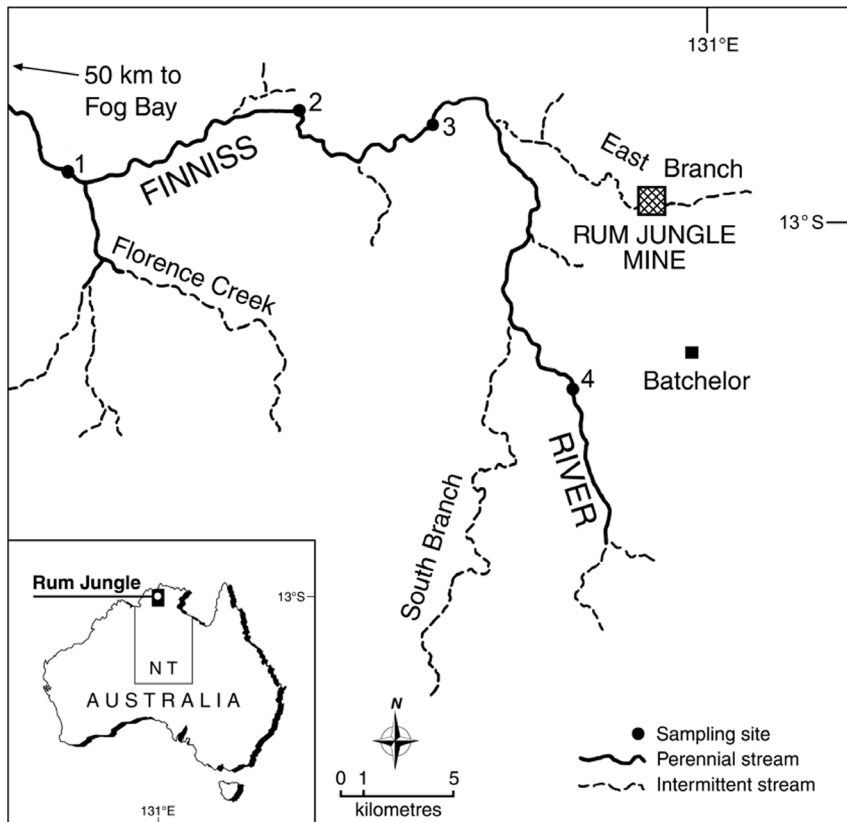 131°E
50 km to
Fog Bay
2
3
1
FINNISS
East Branch
13° S
RUM JUNGLE
MINE
Florence Creek
4
Batchelor
RIVER
South Branch
Rum Jungle
13°S
N T
AUSTRALIA
131°E
N
0 1 5
kilometres
Sampling site
Perennial stream
Intermittent stream